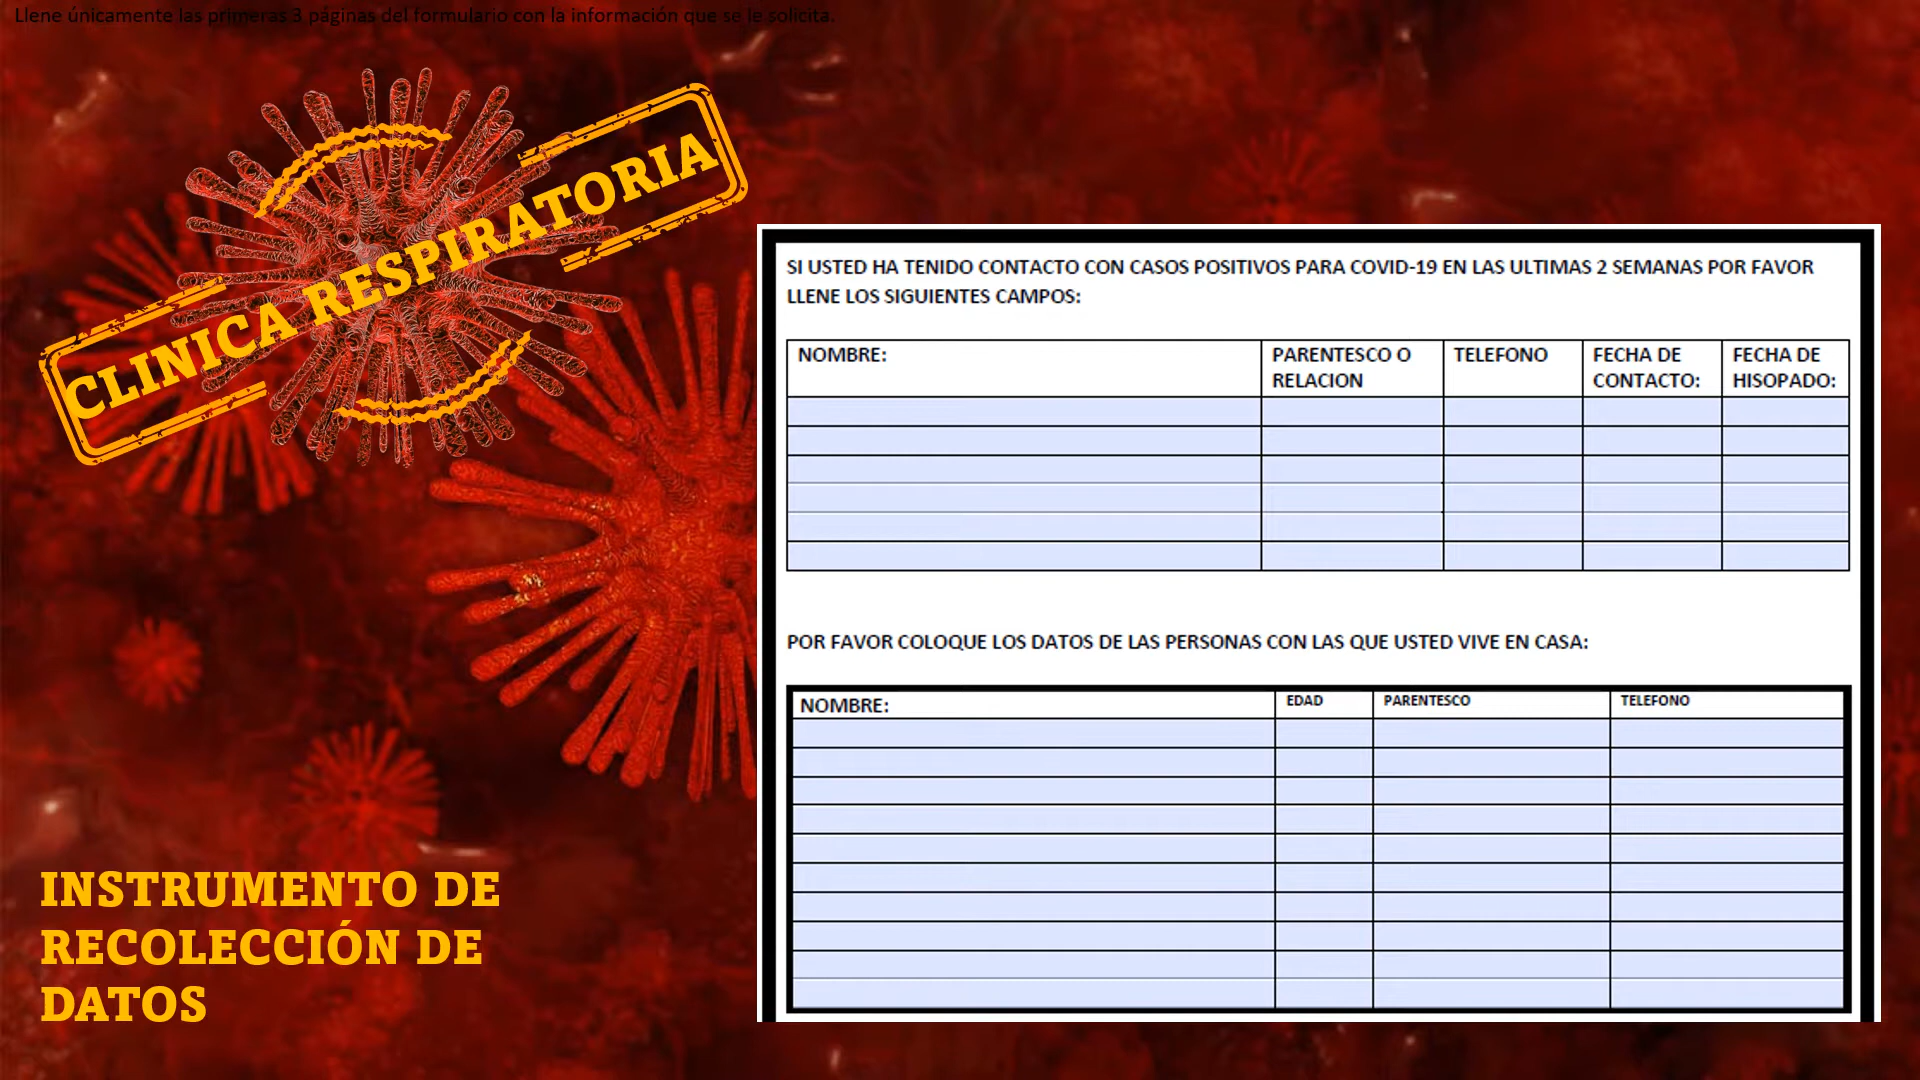 Llene únicamente las primeras 3 páginas del formulario con la información que se le solicita.
CLINICA RESPIRATORIA
SI USTED HA TENIDO CONTACTO CON CASOS POSITIVOS PARA COVID-19 EN LAS ULTIMAS 2 SEMANAS POR FAVOR
LLENE LOS SIGUIENTES CAMPOS:
NOMBRE: PARENTESCO O RELACION TELEFONO FECHA DE CONTACTO: FECHA DE HISOPADO:
POR FAVOR COLOQUE LOS DATOS DE LAS PERSONAS CON LAS QUE USTED VIVE EN CASA:
NOMBRE: EDAD PARENTESCO TELEFONO
INSTRUMENTO DE
RECOLECCIÓN DE
DATOS